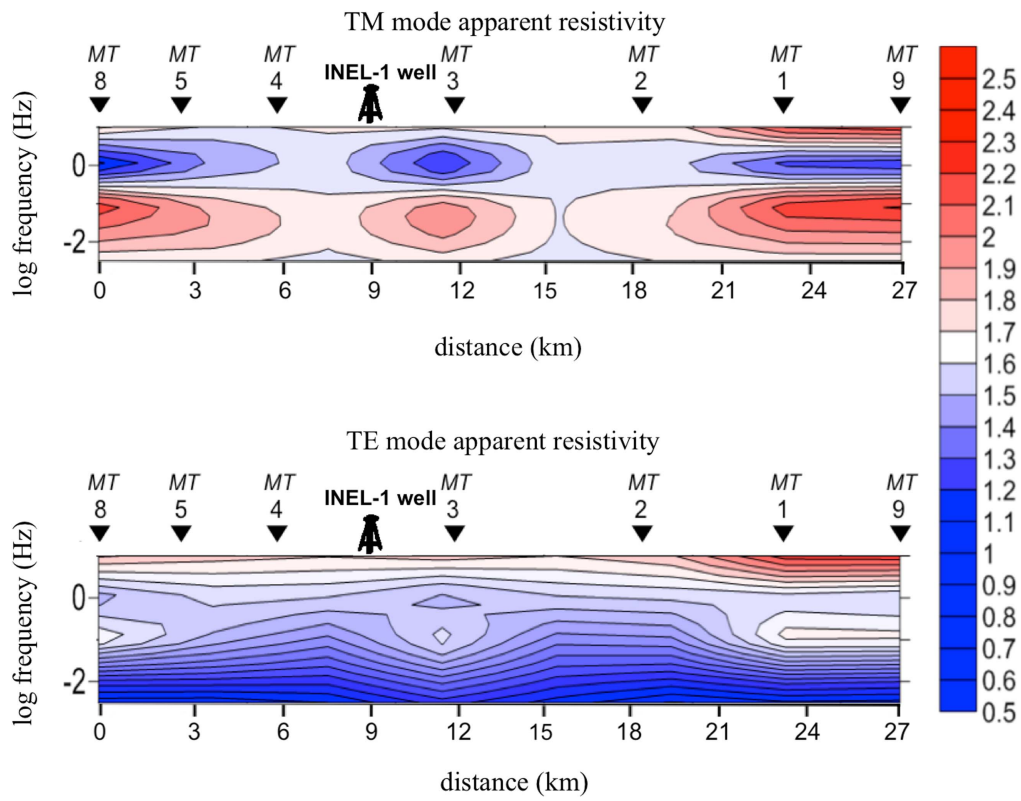 TM mode apparent resistivity
MT MT MT MT MT MT MT
8 5 4 INEL-1 well 3 2 1 9
log frequency (Hz)
0
-2
0 3 6 9 12 15 18 21 24 27
distance (km)
TE mode apparent resistivity
MT MT MT MT MT MT MT
8 5 4 INEL-1 well 3 2 1 9
log frequency (Hz)
0
-2
0 3 6 9 12 15 18 21 24 27
distance (km)
2.5
2.4
2.3
2.2
2.1
2
1.9
1.8
1.7
1.6
1.5
1.4
1.3
1.2
1.1
1
0.9
0.8
0.7
0.6
0.5